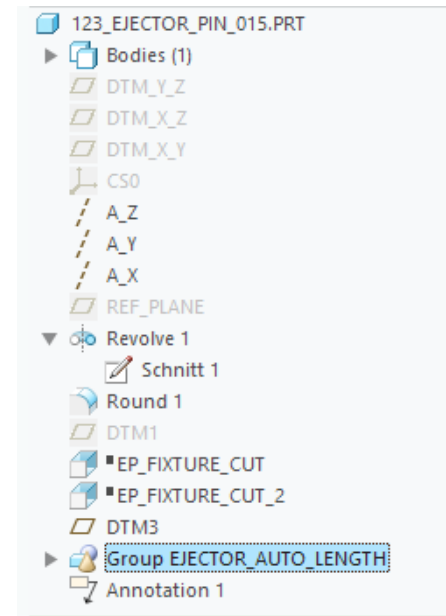 123_EJECTOR_PIN_015.PRT
Bodies (1)
DTM_Y_Z
DTM_X_Z
DTM_X_Y
CS0
A_Z
A_Y
A_X
REF_PLANE
Revolve 1
Schnitt 1
Round 1
DTM1
EP_FIXTURE_CUT
EP_FIXTURE_CUT_2
DTM3
Group EJECTOR_AUTO_LENGTH
Annotation 1